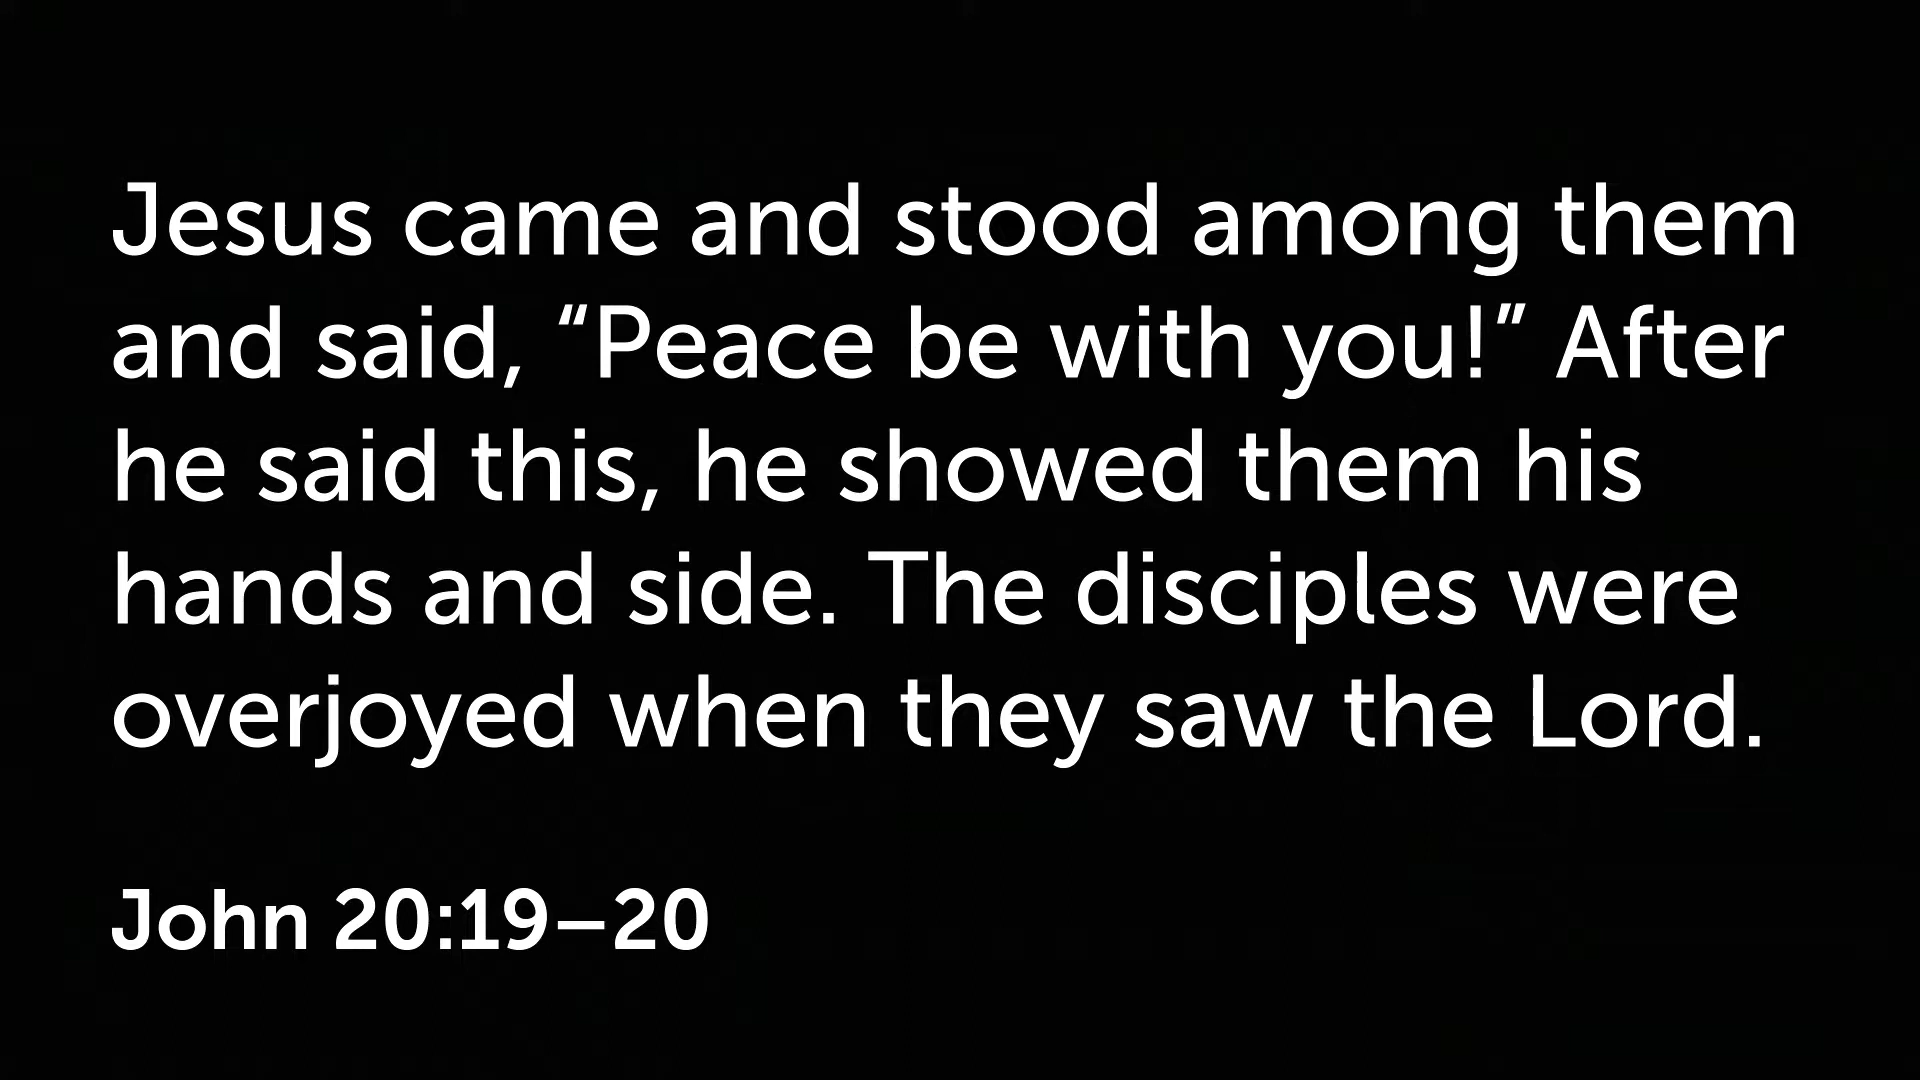 Jesus came and stood among them
and said, “Peace be with you!” After
he said this, he showed them his
hands and side. The disciples were
overjoyed when they saw the Lord.
John 20:19–20